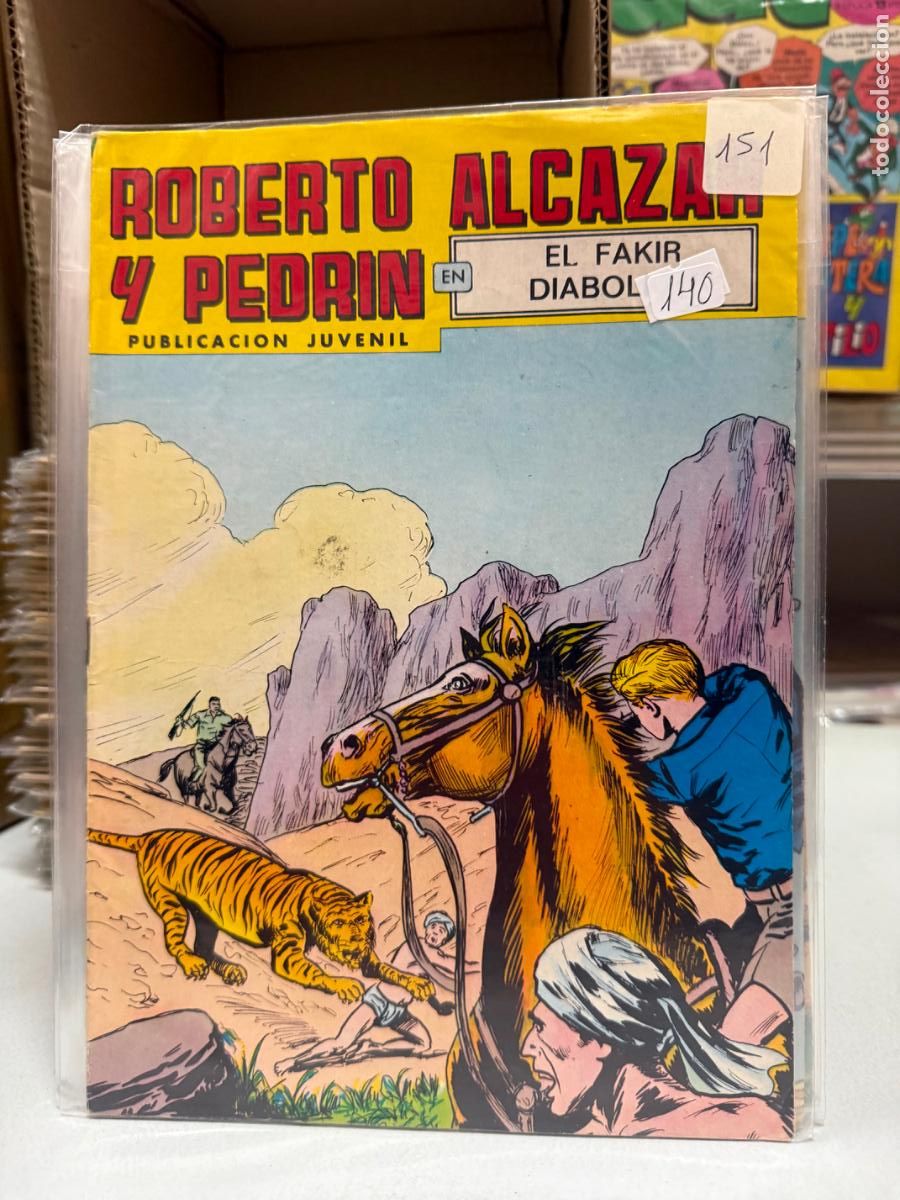 ROBERTO ALCAZAR
Y PEDRIN
EN
EL FAKIR
DIABOL
PUBLICACION JUVENIL
151
140
todocoleccion